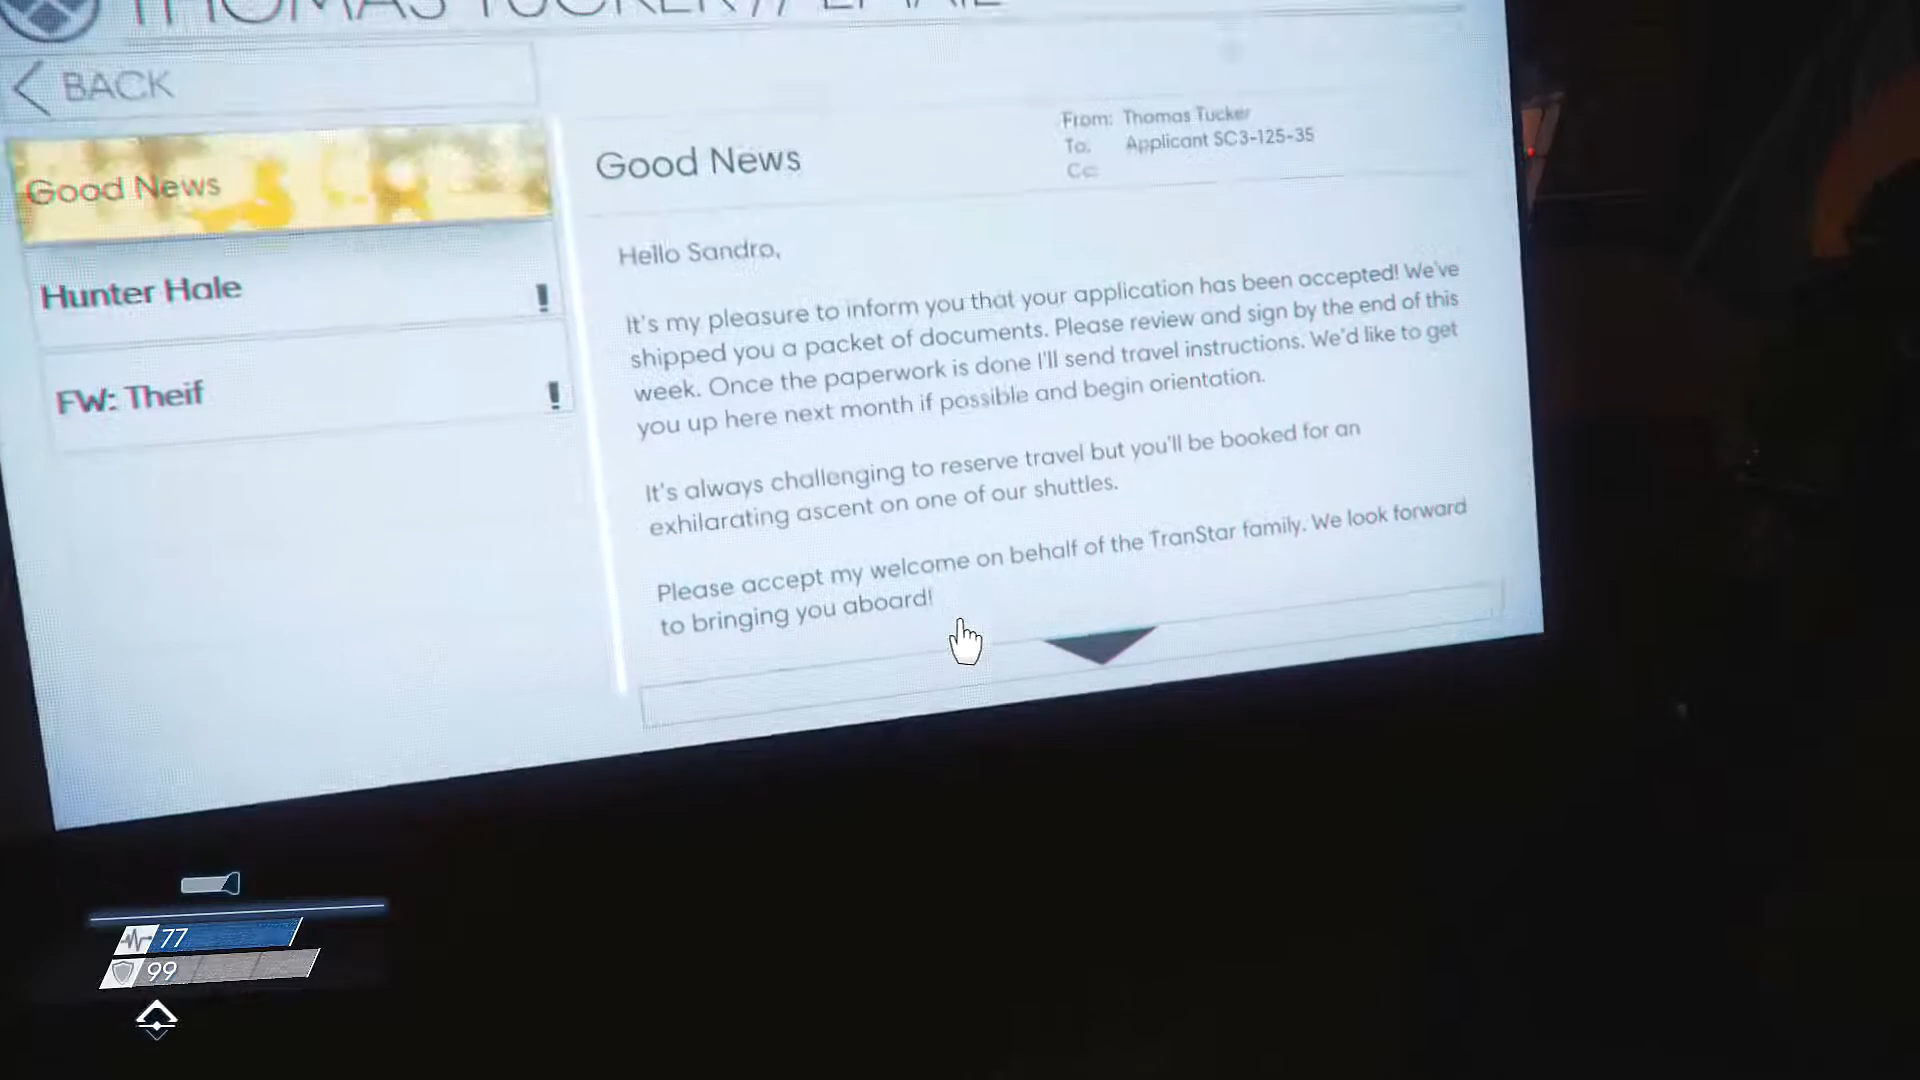 THOMAS TUCKER // EMAIL
BACK
Good News
Hunter Hale !
FW: Theif !
Good News
From: Thomas Tucker
To: Applicant SC3-125-35
Cc:
Hello Sandro,
It's my pleasure to inform you that your application has been accepted! We've
shipped you a packet of documents. Please review and sign by the end of this
week. Once the paperwork is done I'll send travel instructions. We'd like to get
you up here next month if possible and begin orientation.
It's always challenging to reserve travel but you'll be booked for an
exhilarating ascent on one of our shuttles.
Please accept my welcome on behalf of the TranStar family. We look forward
to bringing you aboard!
77
99